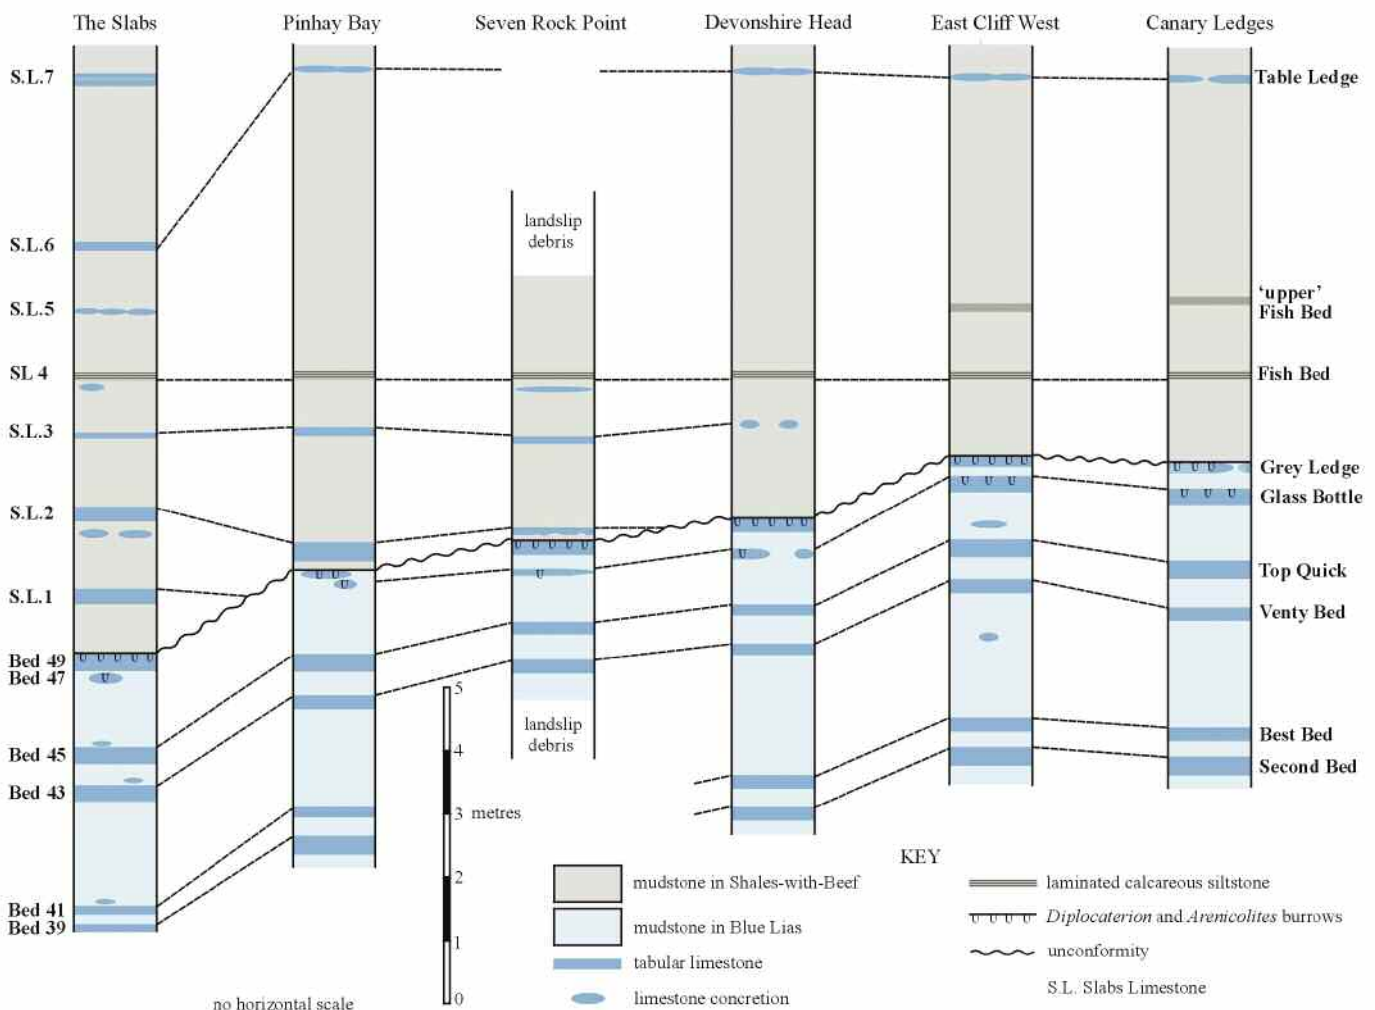 The Slabs
Pinhay Bay
Seven Rock Point
Devonshire Head
East Cliff West
Canary Ledges
S.L.7
S.L.6
S.L.5
SL 4
S.L.3
S.L.2
S.L.1
Bed 49
Bed 47
Bed 45
Bed 43
Bed 41
Bed 39
landslip
debris
landslip
debris
Table Ledge
‘upper’
Fish Bed
Fish Bed
Grey Ledge
Glass Bottle
Top Quick
Venty Bed
Best Bed
Second Bed
5
4
3 metres
2
1
0
no horizontal scale
KEY
mudstone in Shales-with-Beef
mudstone in Blue Lias
tabular limestone
limestone concretion
laminated calcareous siltstone
Diplocaterion and Arenicolites burrows
unconformity
S.L. Slabs Limestone